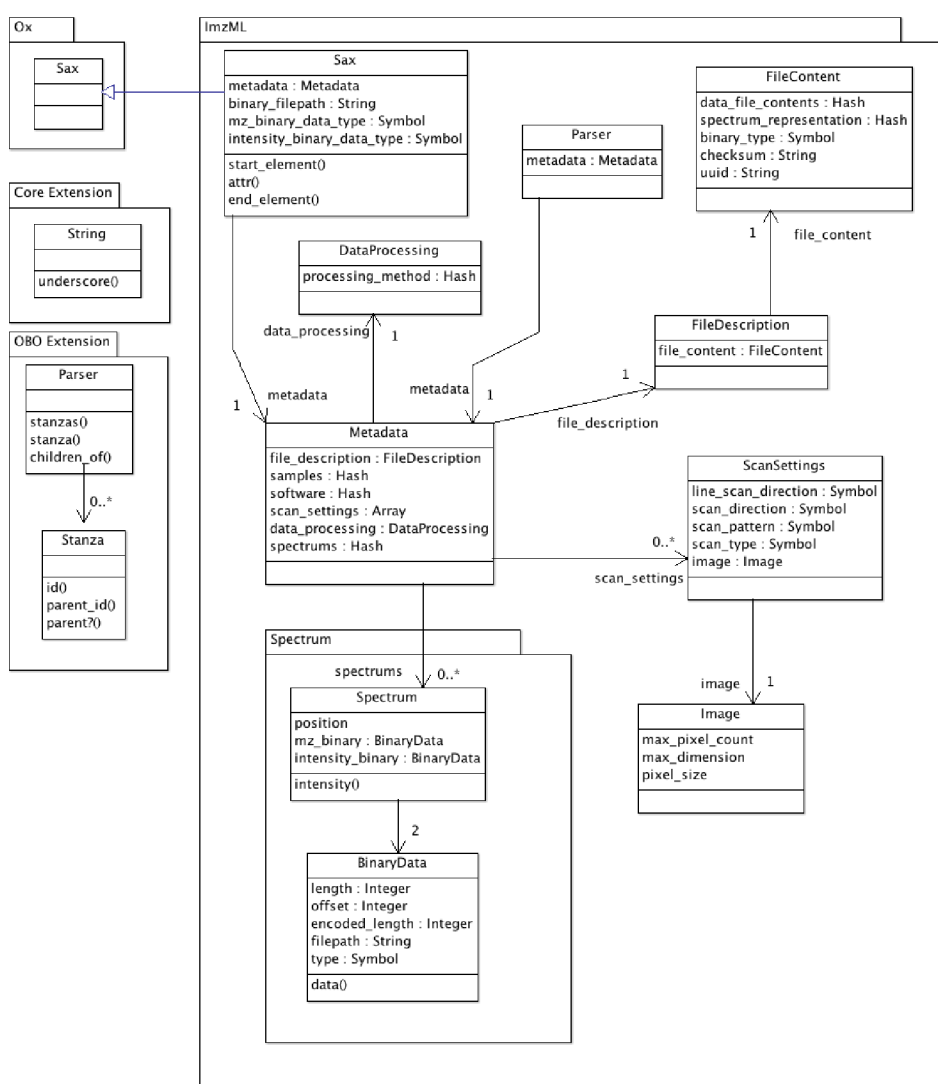 Ox
Sax
Core Extension
String
underscore()
OBO Extension
Parser
stanzas()
stanza()
children_of()
0..*
Stanza
id()
parent_id()
parent?()
ImzML
Sax
metadata : Metadata
binary_filepath : String
mz_binary_data_type : Symbol
intensity_binary_data_type : Symbol
start_element()
attr()
end_element()
Parser
metadata : Metadata
FileContent
data_file_contents : Hash
spectrum_representation : Hash
binary_type : Symbol
checksum : String
uuid : String
1
file_content
DataProcessing
processing_method : Hash
data_processing
1
FileDescription
file_content : FileContent
1
metadata
metadata
1
1
file_description
Metadata
file_description : FileDescription
samples : Hash
software : Hash
scan_settings : Array
data_processing : DataProcessing
spectrums : Hash
0..*
scan_settings
ScanSettings
line_scan_direction : Symbol
scan_direction : Symbol
scan_pattern : Symbol
scan_type : Symbol
image : Image
image
1
Image
max_pixel_count
max_dimension
pixel_size
Spectrum
spectrums
0..*
Spectrum
position
mz_binary : BinaryData
intensity_binary : BinaryData
intensity()
2
BinaryData
length : Integer
offset : Integer
encoded_length : Integer
filepath : String
type : Symbol
data()